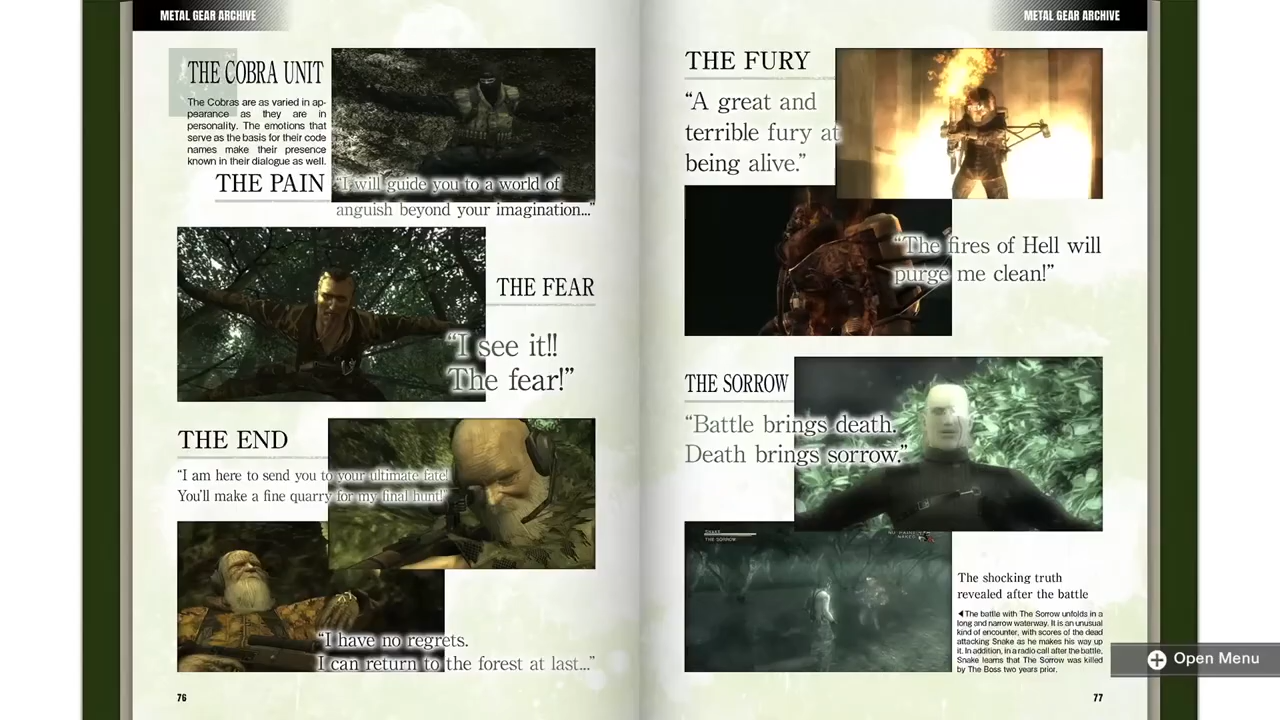 METAL GEAR ARCHIVE
THE COBRA UNIT
The Cobras are as varied in ap-
pearance as they are in
personality. The emotions that
serve as the basis for their code
names make their presence
known in their dialogue as well.
THE PAIN
“I will guide you to a world of
anguish beyond your imagination...”
THE FEAR
“I see it!!
The fear!”
THE END
“I am here to send you to your ultimate fate!
You'll make a fine quarry for my final hunt!”
“I have no regrets.
I can return to the forest at last...”
76
METAL GEAR ARCHIVE
THE FURY
“A great and
terrible fury at
being alive.”
“The fires of Hell will
purge me clean!”
THE SORROW
“Battle brings death.
Death brings sorrow.”
SNAKE
THE SORROW
The shocking truth
revealed after the battle
◀The battle with The Sorrow unfolds in a
long and narrow waterway. It is an unusual
kind of encounter, with scores of the dead
attacking Snake as he makes his way up
it. In addition, in a radio call after the battle,
Snake learns that The Sorrow was killed
by The Boss two years prior.
77
Open Menu